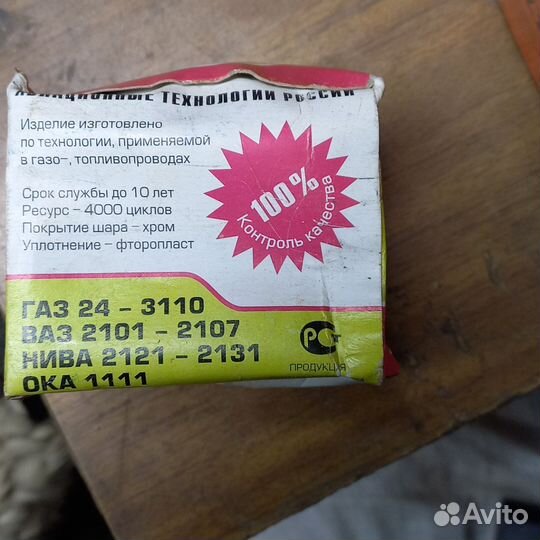 АВИАЦИОННЫЕ ТЕХНОЛОГИИ РОССИИ
Изделие изготовлено
по технологии, применяемой
в газо-, топливопроводах
Срок службы до 10 лет
Ресурс – 4000 циклов
Покрытие шара – хром
Уплотнение – фторопласт
100%
Контроль качества
ГАЗ 24 – 3110
ВАЗ 2101 – 2107
НИВА 2121 – 2131
ОКА 1111
РСТ
ПРОДУКЦИЯ
Avito